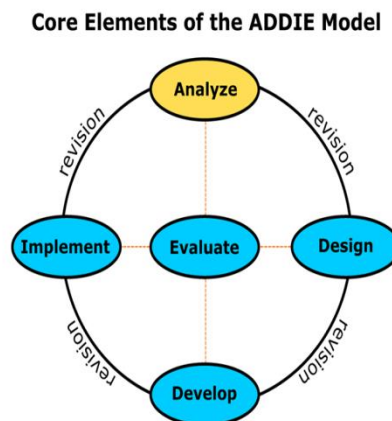 Core Elements of the ADDIE Model
Analyze
revision
revision
Implement
Evaluate
Design
revision
revision
Develop